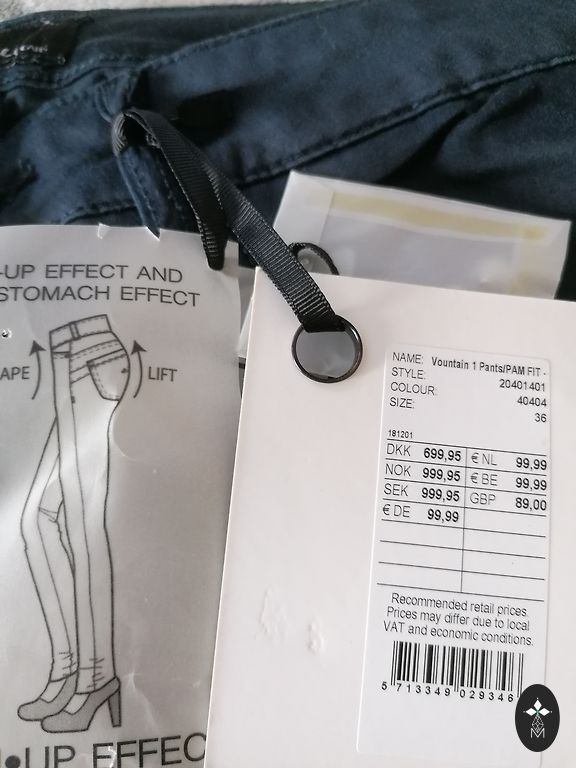 -UP EFFECT AND
STOMACH EFFECT
APE
LIFT
UP EFFEC
NAME: Vountain 1 Pants/PAM FIT -
STYLE: 20401401
COLOUR: 40404
SIZE: 36
181201
DKK 699,95 € NL 99,99
NOK 999,95 € BE 99,99
SEK 999,95 GBP 89,00
€ DE 99,99
Recommended retail prices.
Prices may differ due to local
VAT and economic conditions.
5 713349 029346
M